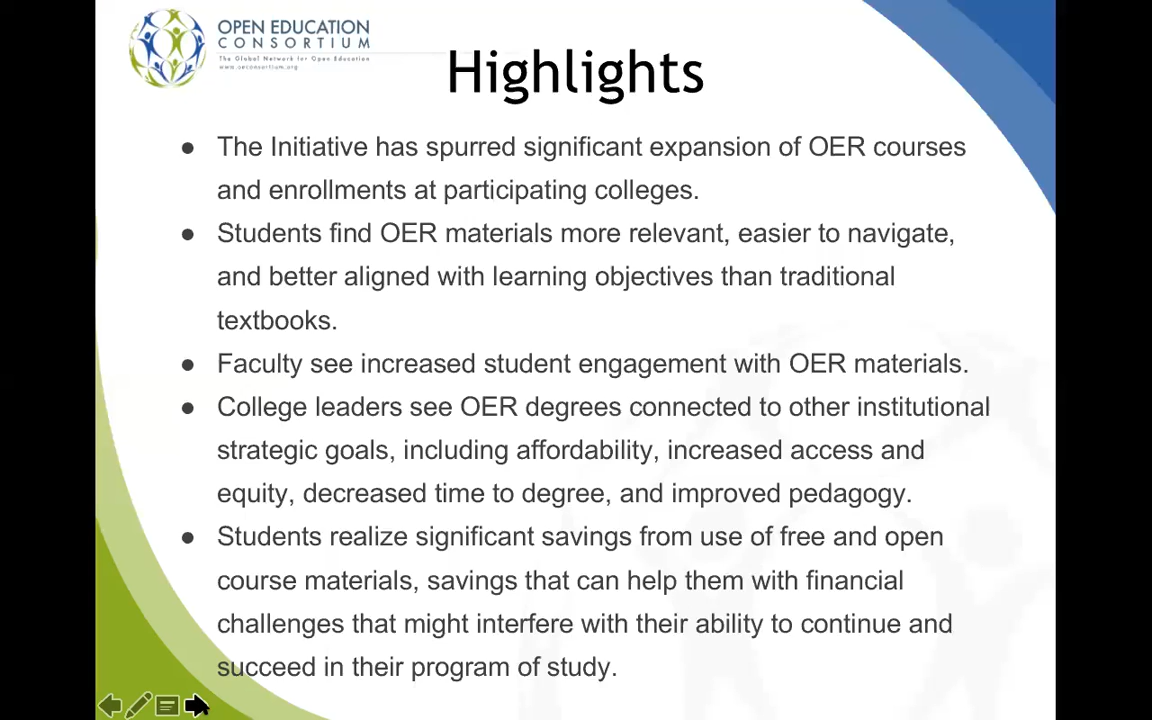 OPEN EDUCATION
CONSORTIUM
The Global Network for Open Education
www.oeconsortium.org
Highlights
● The Initiative has spurred significant expansion of OER courses
and enrollments at participating colleges.
● Students find OER materials more relevant, easier to navigate,
and better aligned with learning objectives than traditional
textbooks.
● Faculty see increased student engagement with OER materials.
● College leaders see OER degrees connected to other institutional
strategic goals, including affordability, increased access and
equity, decreased time to degree, and improved pedagogy.
● Students realize significant savings from use of free and open
course materials, savings that can help them with financial
challenges that might interfere with their ability to continue and
succeed in their program of study.